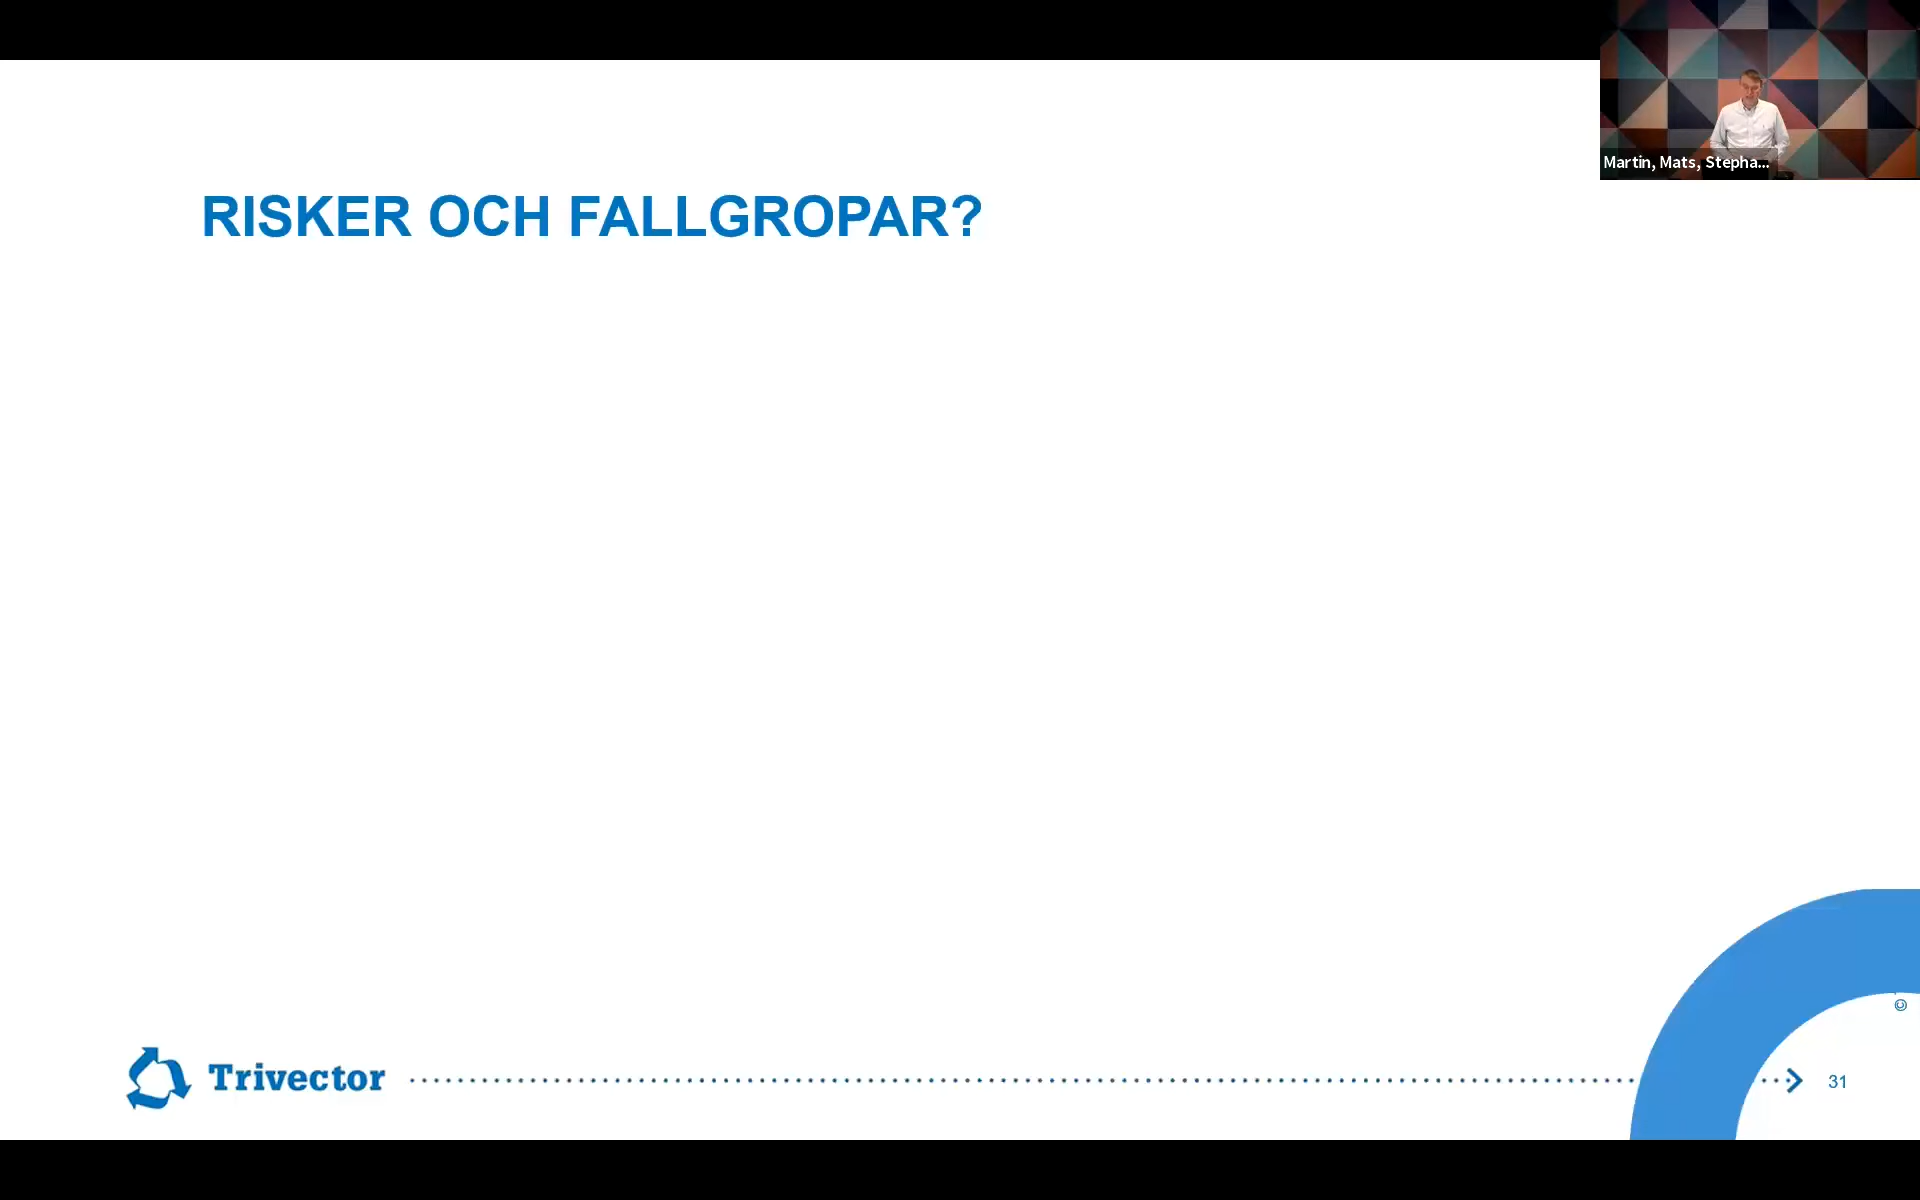 Martin, Mats, Stepha...
RISKER OCH FALLGROPAR?
©
Trivector
31